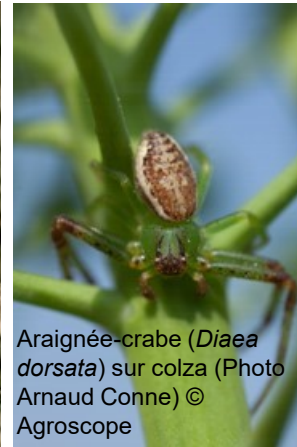 Araignée-crabe (Diaea
dorsata) sur colza (Photo
Arnaud Conne) ©
Agroscope